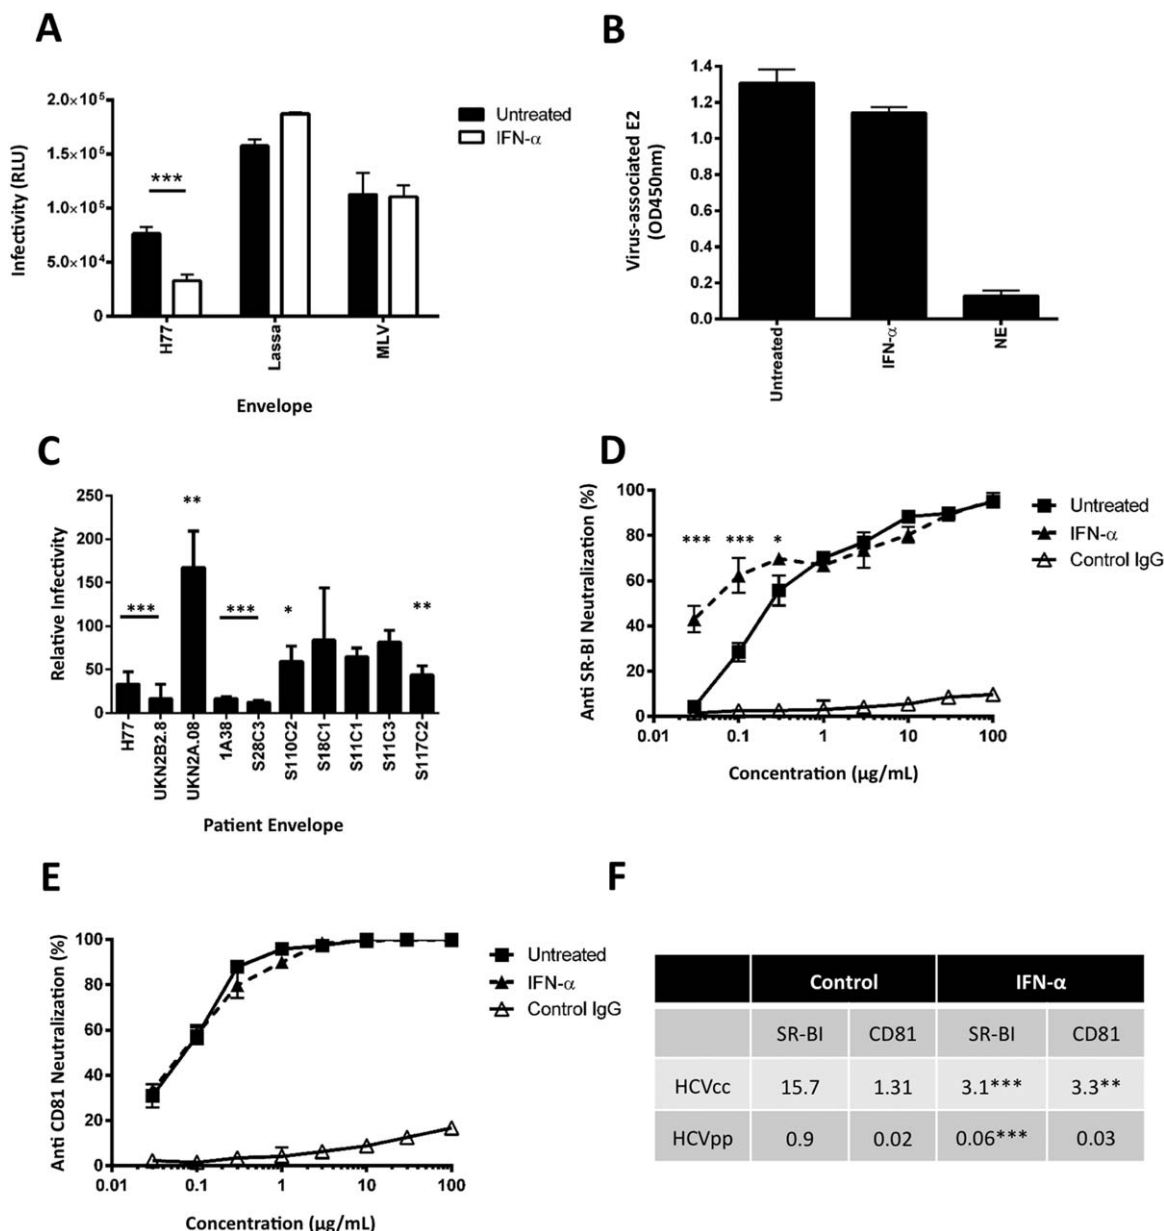 A
Infectivity (RLU)
2.0×10⁵
1.5×10⁵
1.0×10⁵
5.0×10⁴
0
***
Untreated
IFN-α
H77
Lassa
MLV
Envelope
B
Virus-associated E2
(OD450nm)
1.4
1.2
1.0
0.8
0.6
0.4
0.2
0.0
Untreated
IFN-α
NE
C
Relative Infectivity
250
200
150
100
50
0
***
**
***
*
**
H77
UKN2B2.8
UKN2A.08
1A38
S28C3
S110C2
S18C1
S11C1
S11C3
S117C2
Patient Envelope
D
Anti SR-BI Neutralization (%)
100
80
60
40
20
0
*** *** *
Untreated
IFN-α
Control IgG
0.01 0.1 1 10 100
Concentration (µg/mL)
E
Anti CD81 Neutralization (%)
100
80
60
40
20
0
Untreated
IFN-α
Control IgG
0.01 0.1 1 10 100
Concentration (µg/mL)
F
Control IFN-α
SR-BI CD81 SR-BI CD81
HCVcc 15.7 1.31 3.1*** 3.3**
HCVpp 0.9 0.02 0.06*** 0.03